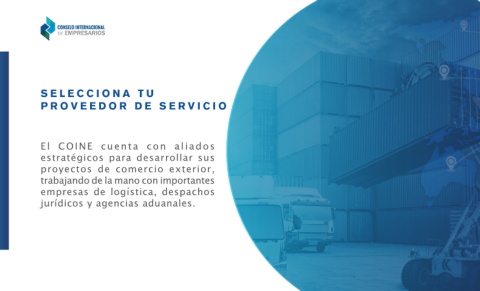 CONSEJO INTERNACIONAL
DE EMPRESARIOS
SELECCIONA TU
PROVEEDOR DE SERVICIO
El COINE cuenta con aliados
estratégicos para desarrollar sus
proyectos de comercio exterior,
trabajando de la mano con importantes
empresas de logística, despachos
jurídicos y agencias aduanales.